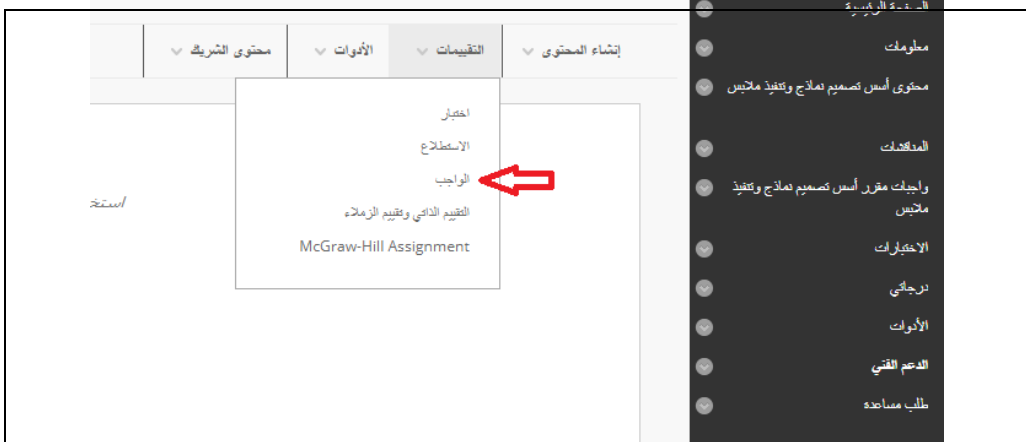 الصفحة الرئيسية
معلومات
محتوى أسس تصميم نماذج وتنفيذ ملابس
المناقشات
واجبات مقرر أسس تصميم نماذج وتنفيذ
ملابس
الاختبارات
درجاتي
الأدوات
الدعم الفني
طلب مساعدة
إنشاء المحتوى
التقييمات
الأدوات
محتوى الشريك
اختبار
الاستطلاع
الواجب
التقييم الذاتي وتقييم الزملاء
McGraw-Hill Assignment